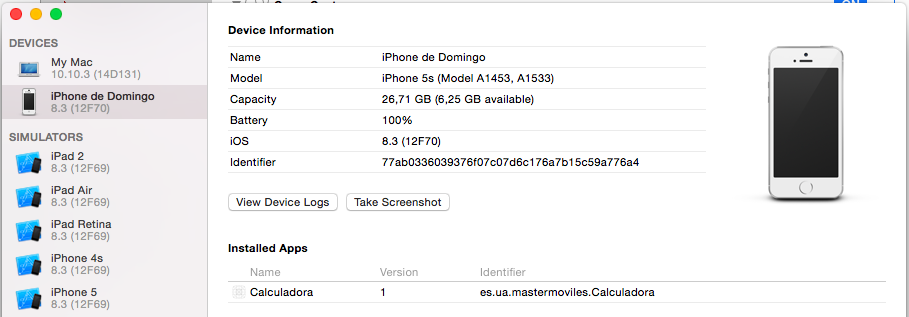 DEVICES
My Mac
10.10.3 (14D131)
iPhone de Domingo
8.3 (12F70)
SIMULATORS
iPad 2
8.3 (12F69)
iPad Air
8.3 (12F69)
iPad Retina
8.3 (12F69)
iPhone 4s
8.3 (12F69)
iPhone 5
8.3 (12F69)
Device Information
Name iPhone de Domingo
Model iPhone 5s (Model A1453, A1533)
Capacity 26,71 GB (6,25 GB available)
Battery 100%
iOS 8.3 (12F70)
Identifier 77ab0336039376f07c07d6c176a7b15c59a776a4
View Device Logs Take Screenshot
Installed Apps
Name Version Identifier
Calculadora 1 es.ua.mastermoviles.Calculadora